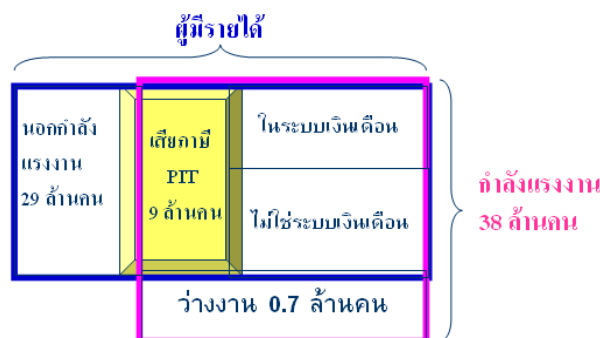 ผู้มีรายได้
นอกกำลัง
แรงงาน
29 ล้านคน
เสียภาษี
PIT
9 ล้านคน
ในระบบเงินเดือน
ไม่ใช่ระบบเงินเดือน
กำลังแรงงาน
38 ล้านคน
ว่างงาน 0.7 ล้านคน